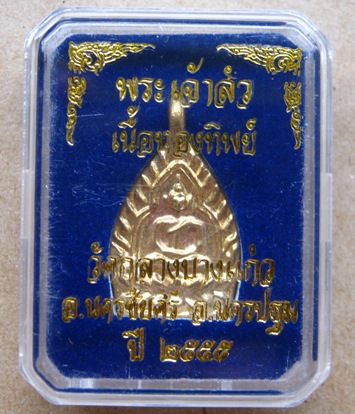 พระเจ้าสัว
เนื้อทองทิพย์
วัดกลางบางแก้ว
อ.นครชัยศรี จ.นครปฐม
ปี ๒๕๕๕